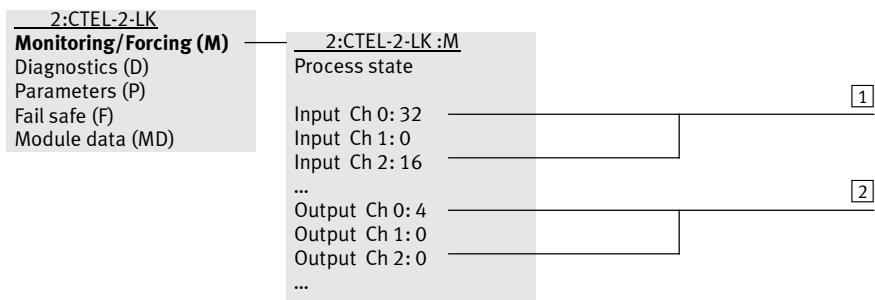 2:CTEL-2-LK
Monitoring/Forcing (M)
Diagnostics (D)
Parameters (P)
Fail safe (F)
Module data (MD)
2:CTEL-2-LK :M
Process state
Input Ch 0: 32
Input Ch 1: 0
Input Ch 2: 16
...
Output Ch 0: 4
Output Ch 1: 0
Output Ch 2: 0
...
1
2